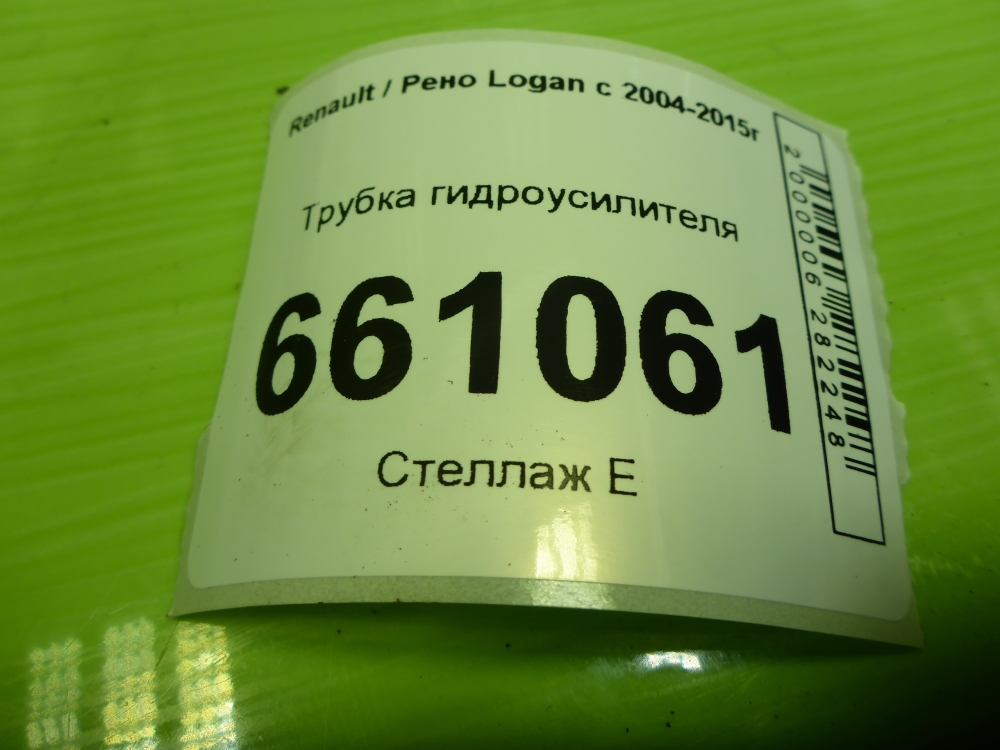 Renault / Рено Logan с 2004-2015г
Трубка гидроусилителя
661061
Стеллаж Е
2000006282248